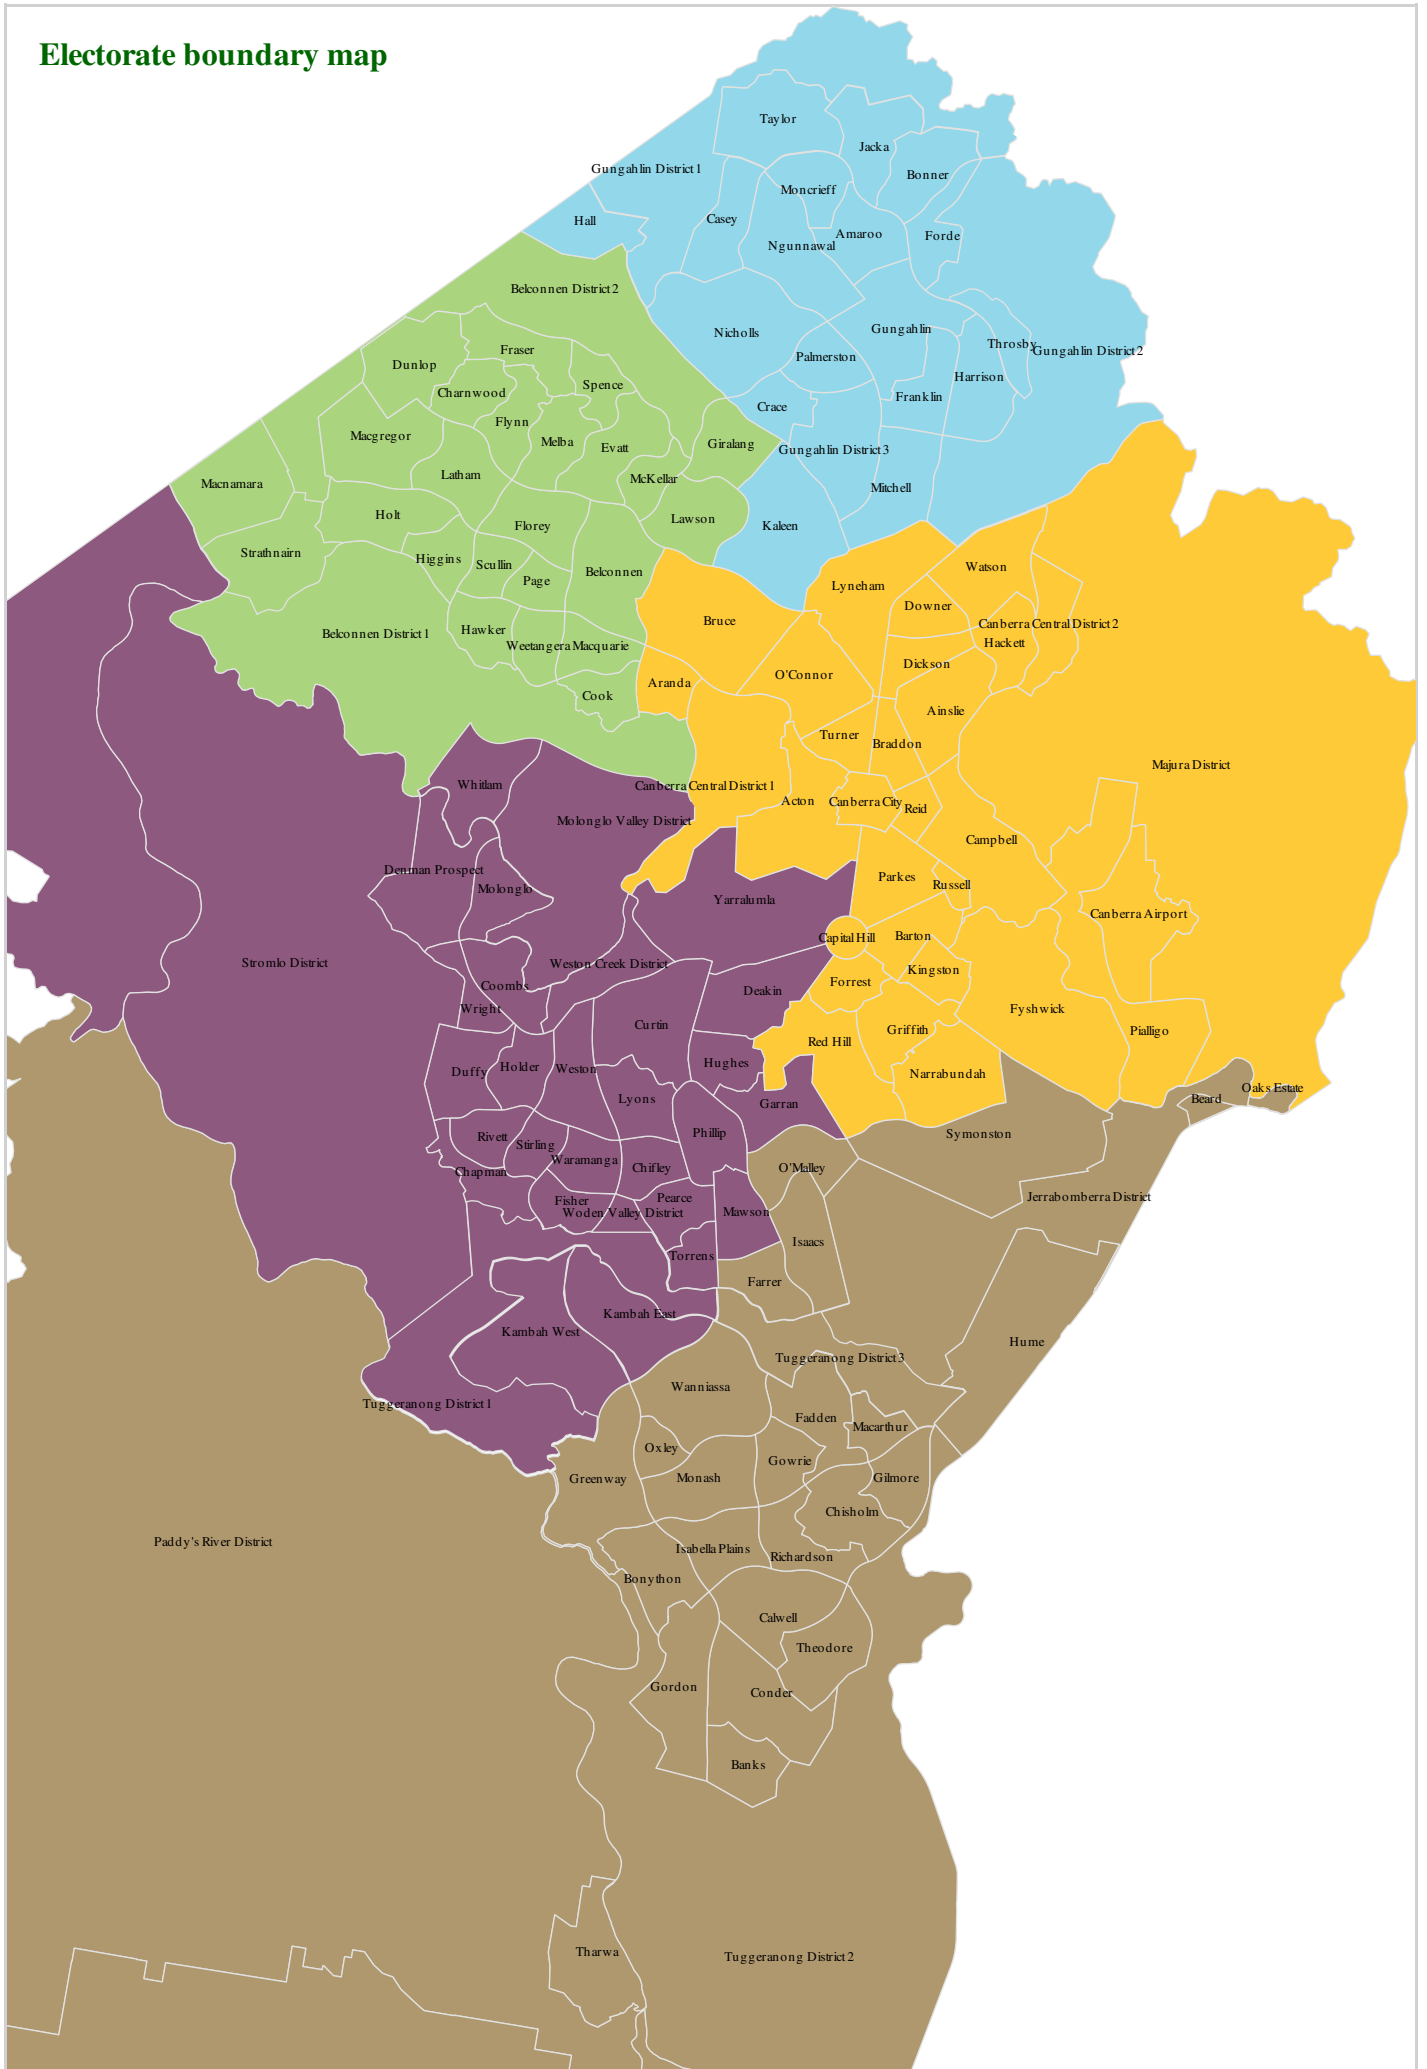 Electorate boundary map
Taylor
Jacka
Gungahlin District 1
Bonner
Moncrieff
Hall
Casey
Amaroo
Forde
Ngunnawal
Belconnen District 2
Nicholls
Gungahlin
Throsby
Gungahlin District 2
Fraser
Palmerston
Dunlop
Harrison
Spence
Charnwood
Franklin
Crace
Flynn
Macgregor
Melba
Evatt
Giralang
Gungahlin District 3
Latham
McKellar
Macnamara
Mitchell
Holt
Lawson
Florey
Kaleen
Strathnairn
Higgins
Scullin
Watson
Belconnen
Page
Lyneham
Downer
Bruce
Canberra Central District 2
Hawker
Belconnen District 1
Hackett
Weetangera
Macquarie
Dickson
O'Connor
Aranda
Cook
Ainslie
Turner
Braddon
Majura District
Whitlam
Canberra Central District 1
Acton
Canberra City
Reid
Molonglo Valley District
Campbell
Denman Prospect
Parkes
Russell
Molonglo
Yarralumla
Canberra Airport
Capital Hill
Barton
Stromlo District
Weston Creek District
Kingston
Forrest
Coombs
Deakin
Wright
Fyshwick
Curtin
Griffith
Pialligo
Red Hill
Hughes
Holder
Weston
Duffy
Narrabundah
Oaks Estate
Lyons
Beard
Garran
Phillip
Symonston
Rivett
Stirling
Waramanga
Chifley
O'Malley
Chapman
Pearce
Jerrabomberra District
Fisher
Woden Valley District
Mawson
Isaacs
Torrens
Farrer
Kambah East
Kambah West
Hume
Tuggeranong District 3
Wanniassa
Tuggeranong District 1
Fadden
Macarthur
Oxley
Gowrie
Greenway
Monash
Gilmore
Chisholm
Paddy's River District
Isabella Plains
Richardson
Bonython
Calwell
Theodore
Gordon
Conder
Banks
Tharwa
Tuggeranong District 2